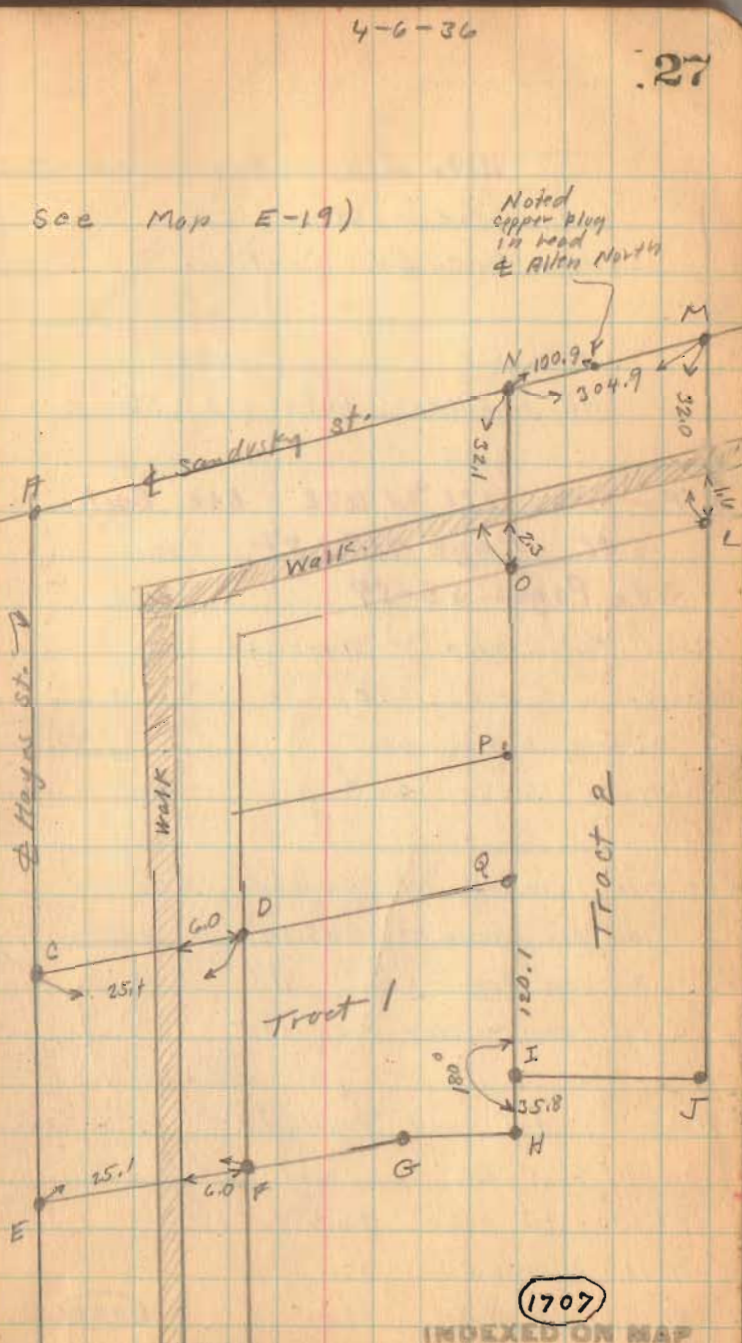 4-6-36
27
See Map E-19)
Noted
copper plug
in head
℄ Allen North
M
N
100.9
304.9
32.0
32.1
℄ Sandusky St.
A
1.6
L
2.3
O
Walk.
℄ Hayes St.
Walk.
P
Tract 2
Q
6.0
D
C
25.1
120.1
Tract 1
I
180°
35.8
J
H
G
25.1
6.0
F
E
1707
INDEXED ON MAP